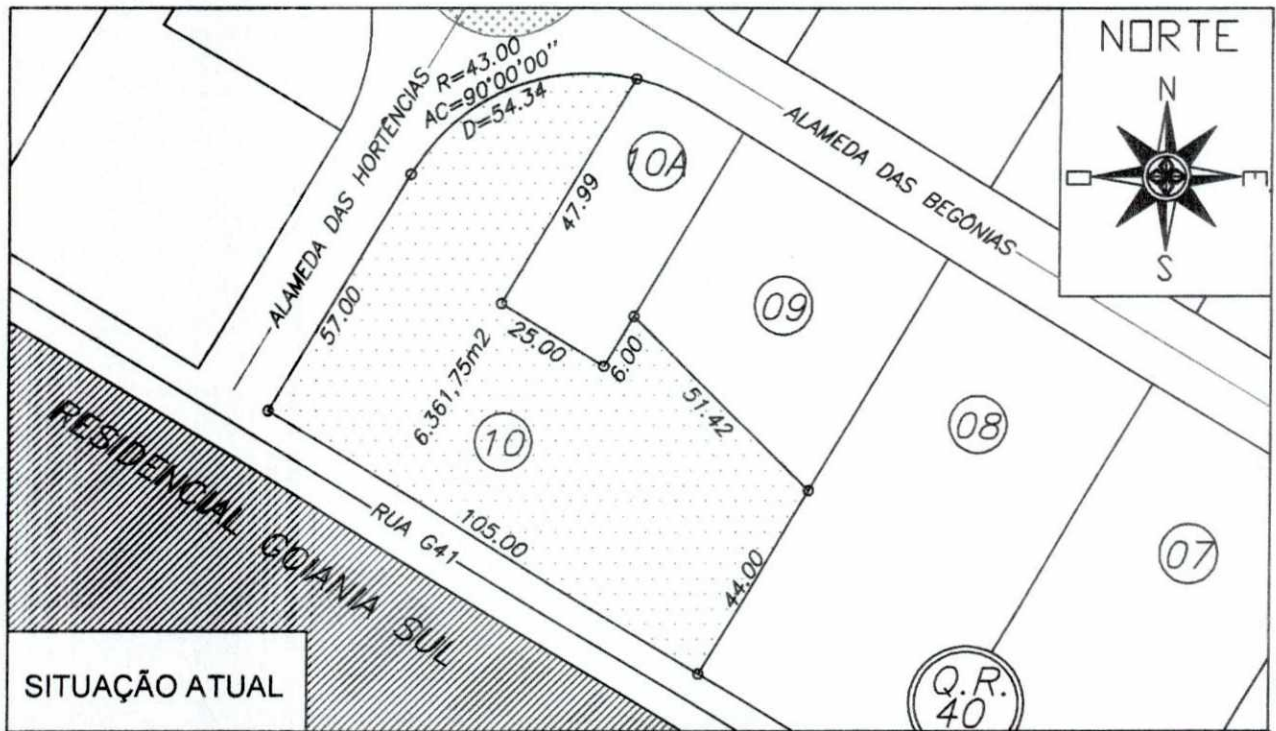 NORTE
N
O
E
S
R=43.00
AC=90°00'00"
D=54.34
ALAMEDA DAS HORTENCIAS
ALAMEDA DAS BEGÔNIAS
10A
47.99
57.00
09
25.00
6.00
51.42
6.361,75m2
10
08
07
RUA G41
105.00
44.00
RESIDENCIAL GOIANIA SUL
Q.R.
40
SITUAÇÃO ATUAL